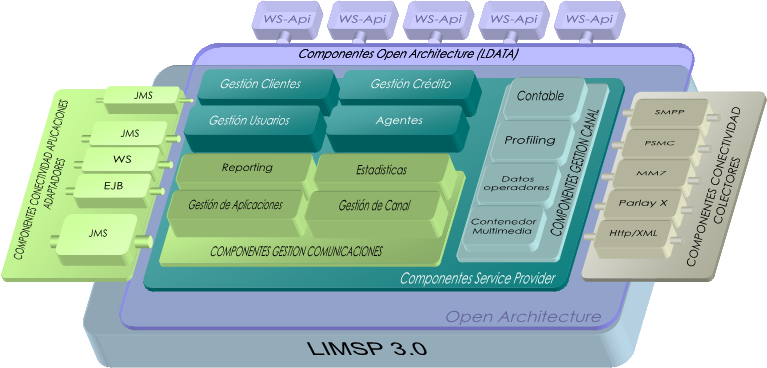 WS-Api WS-Api WS-Api WS-Api WS-Api
Componentes Open Architecture (LDATA)
COMPONENTES CONECTIVIDAD APLICACIONES
ADAPTADORES
JMS
JMS
WS
EJB
JMS
Gestión Clientes
Gestión Crédito
Gestión Usuarios
Agentes
Reporting
Estadísticas
Gestión de Aplicaciones
Gestión de Canal
COMPONENTES GESTION COMUNICACIONES
Contable
Profiling
Datos
operadores
Contenedor
Multimedia
COMPONENTES GESTION CANAL
Componentes Service Provider
SMPP
PSMC
MM7
Parlay X
Http/XML
COMPONENTES CONECTIVIDAD
COLECTORES
Open Architecture
LIMSP 3.0